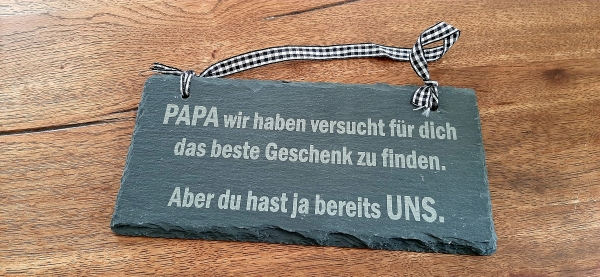 PAPA wir haben versucht für dich
das beste Geschenk zu finden.
Aber du hast ja bereits UNS.